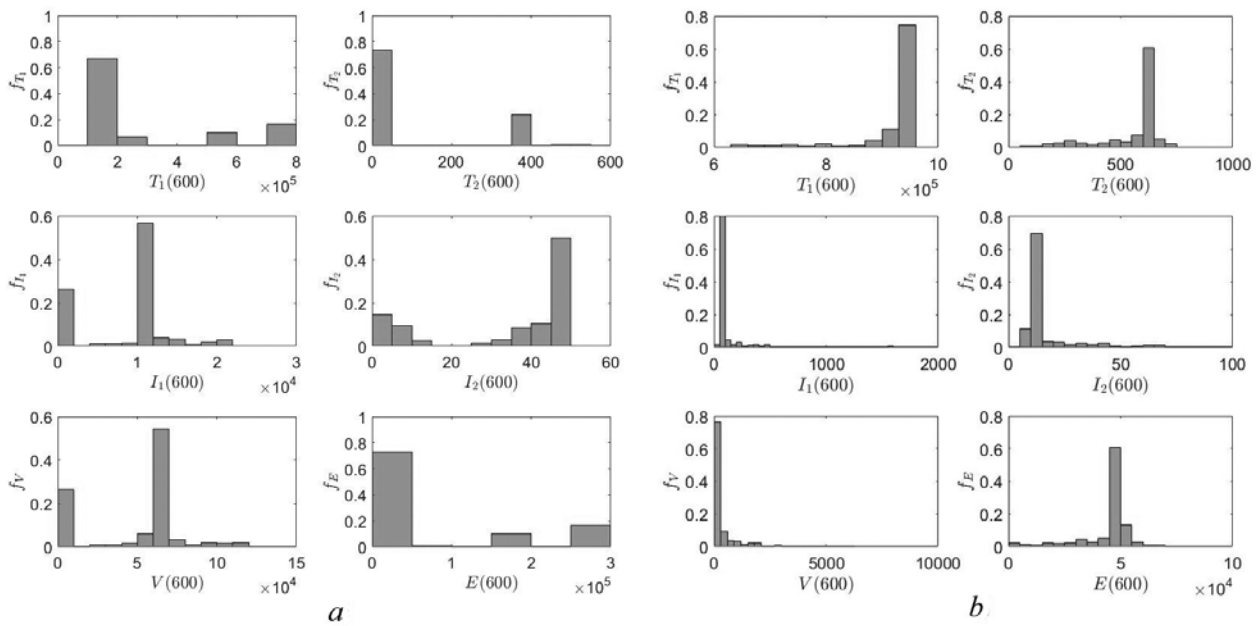 1
0.8
0.6
0.4
0.2
0
f_{T_1}
0 2 4 6 8
T_1(600) ×10^5
1
0.8
0.6
0.4
0.2
0
f_{T_2}
0 200 400 600
T_2(600)
0.8
0.6
0.4
0.2
0
f_{T_1}
6 8 10
T_1(600) ×10^5
0.8
0.6
0.4
0.2
0
f_{T_2}
0 500 1000
T_2(600)
0.6
0.4
0.2
0
f_{I_1}
0 1 2 3
I_1(600) ×10^4
0.6
0.4
0.2
0
f_{I_2}
0 20 40 60
I_2(600)
0.8
0.6
0.4
0.2
0
f_{I_1}
0 1000 2000
I_1(600)
0.8
0.6
0.4
0.2
0
f_{I_2}
0 50 100
I_2(600)
0.6
0.4
0.2
0
f_V
0 5 10 15
V(600) ×10^4
1
0.8
0.6
0.4
0.2
0
f_E
0 1 2 3
E(600) ×10^5
0.8
0.6
0.4
0.2
0
f_V
0 5000 10000
V(600)
0.8
0.6
0.4
0.2
0
f_E
0 5 10
E(600) ×10^4
a
b